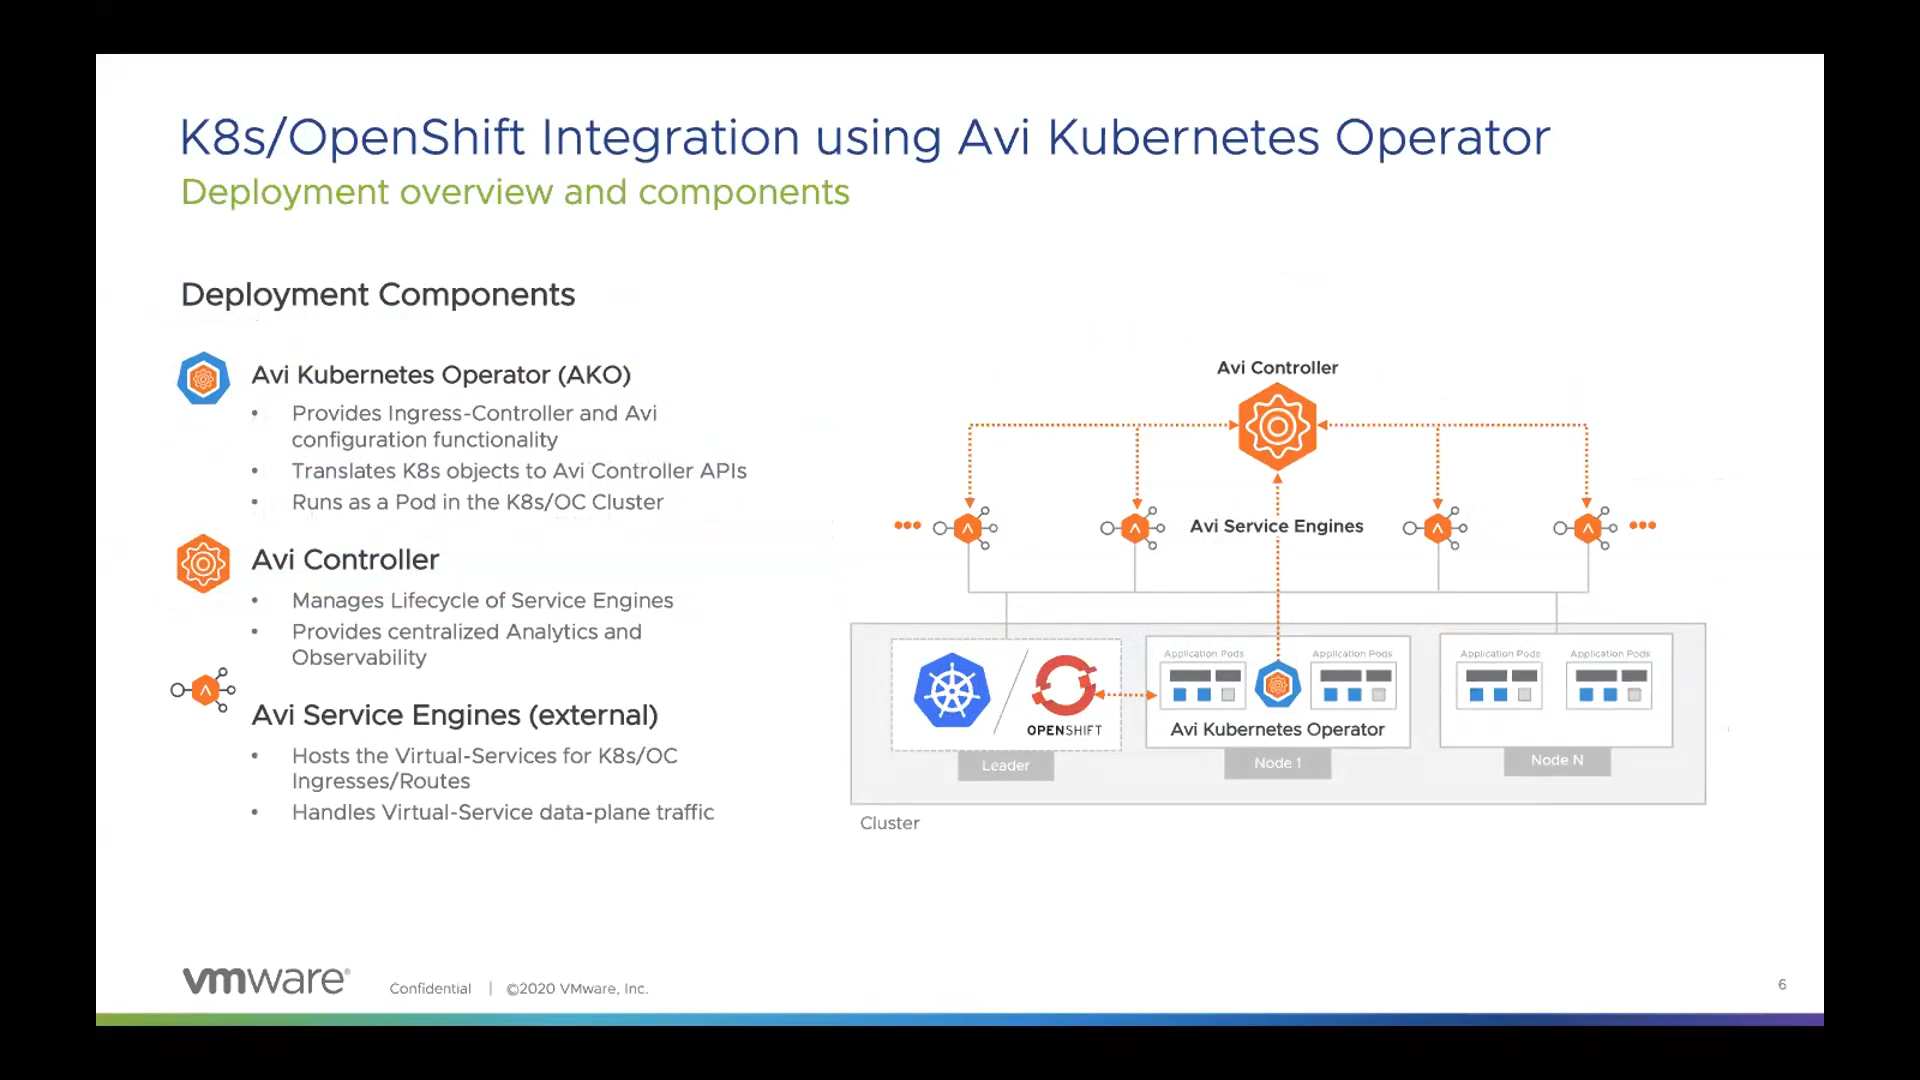 K8s/OpenShift Integration using Avi Kubernetes Operator
Deployment overview and components
Deployment Components
Avi Kubernetes Operator (AKO)
• Provides Ingress-Controller and Avi
configuration functionality
• Translates K8s objects to Avi Controller APIs
• Runs as a Pod in the K8s/OC Cluster
Avi Controller
• Manages Lifecycle of Service Engines
• Provides centralized Analytics and
Observability
Avi Service Engines (external)
• Hosts the Virtual-Services for K8s/OC
Ingresses/Routes
• Handles Virtual-Service data-plane traffic
Avi Controller
Avi Service Engines
Application Pods
Application Pods
Application Pods
Application Pods
OPENSHIFT
Avi Kubernetes Operator
Leader
Node 1
Node N
Cluster
vmware®
Confidential | ©2020 VMware, Inc.
6